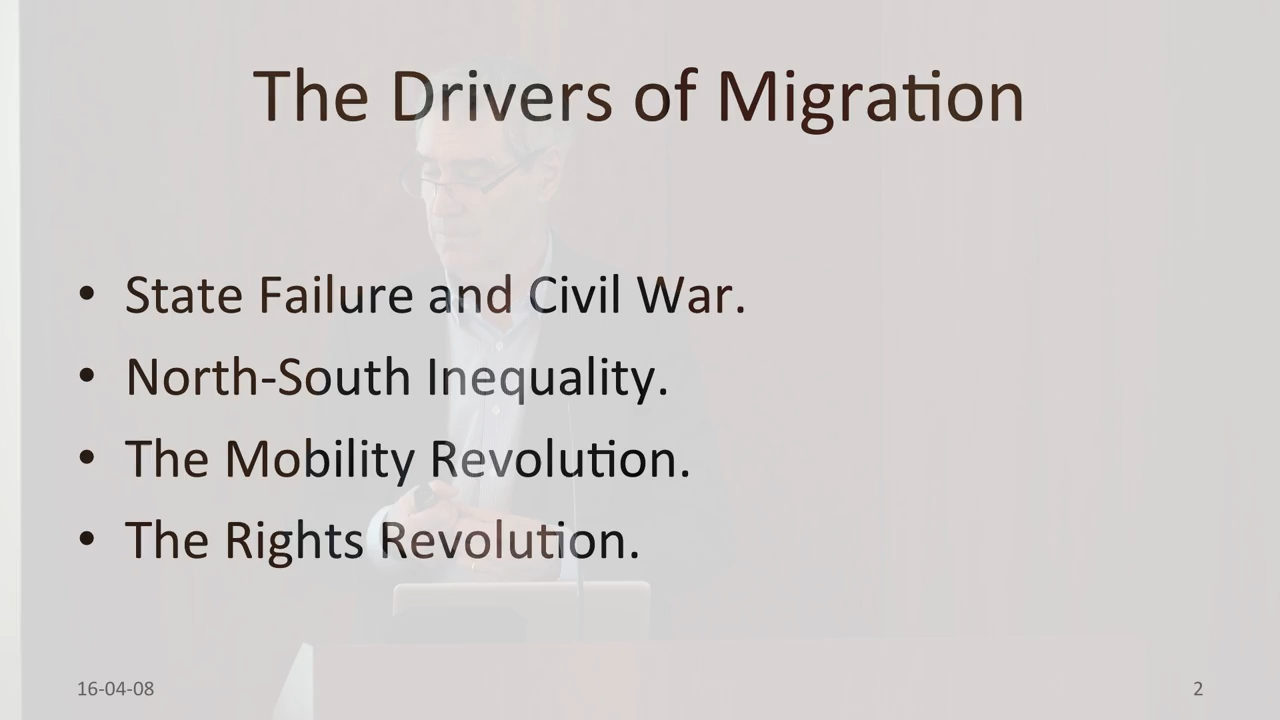 The Drivers of Migration
• State Failure and Civil War.
• North-South Inequality.
• The Mobility Revolution.
• The Rights Revolution.
16-04-08
2